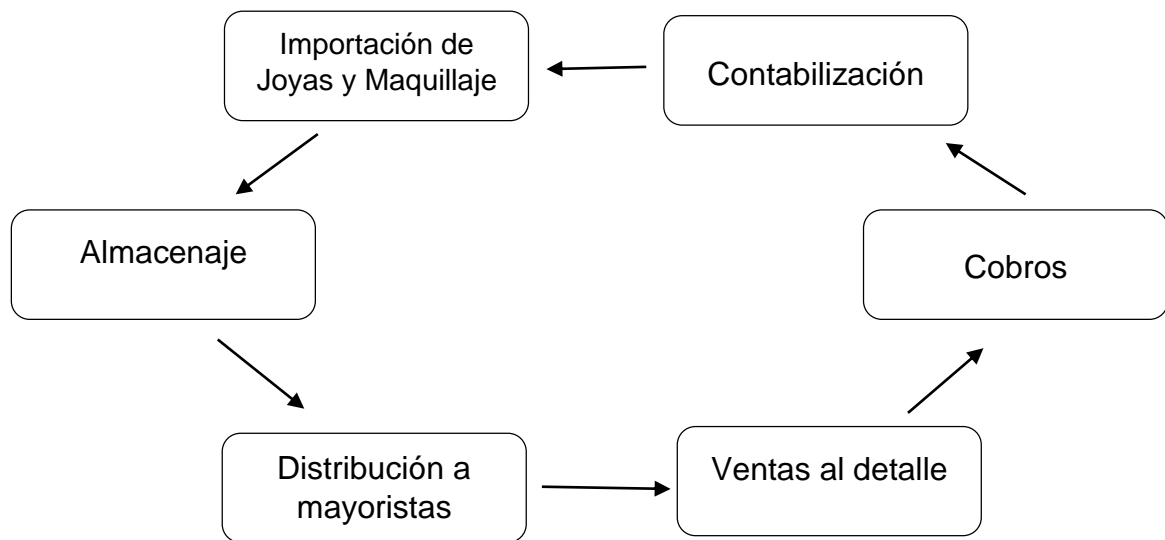 Importación de
Joyas y Maquillaje
Contabilización
Almacenaje
Cobros
Distribución a
mayoristas
Ventas al detalle